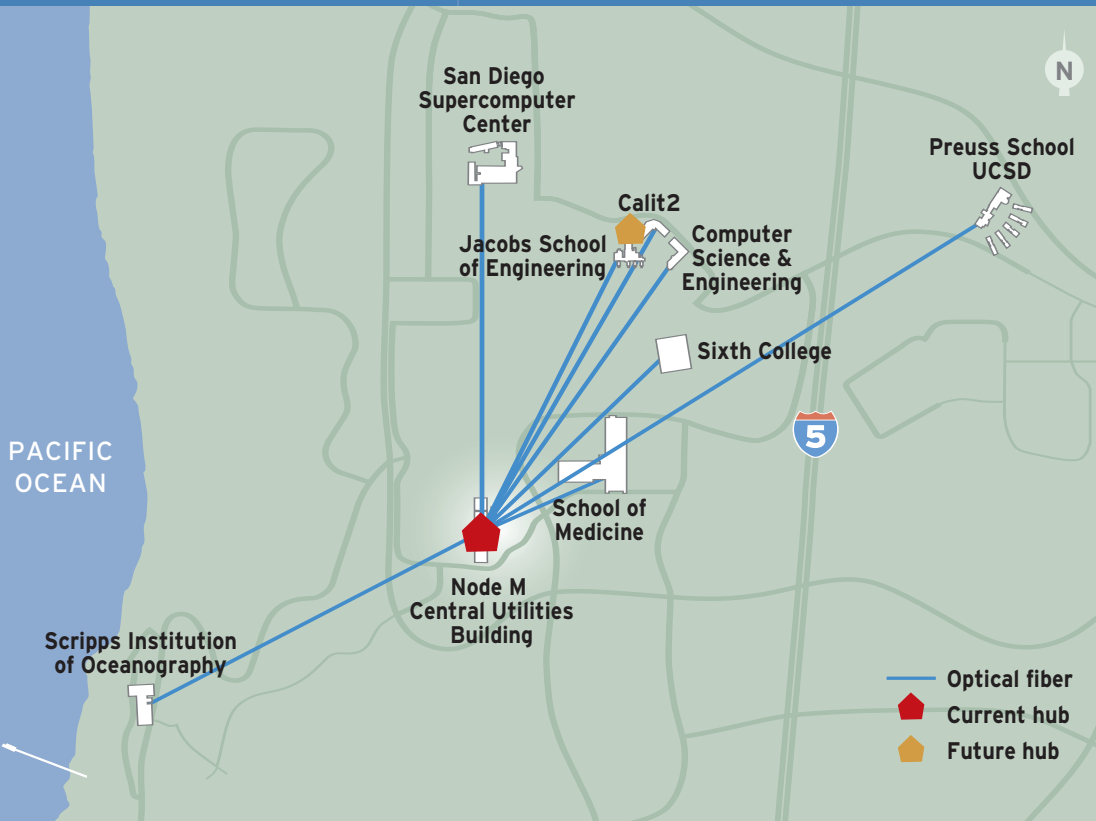 San Diego
Supercomputer
Center
N
Preuss School
UCSD
Calit2
Jacobs School
of Engineering
Computer
Science &
Engineering
Sixth College
5
PACIFIC
OCEAN
School of
Medicine
Node M
Central Utilities
Building
Scripps Institution
of Oceanography
Optical fiber
Current hub
Future hub